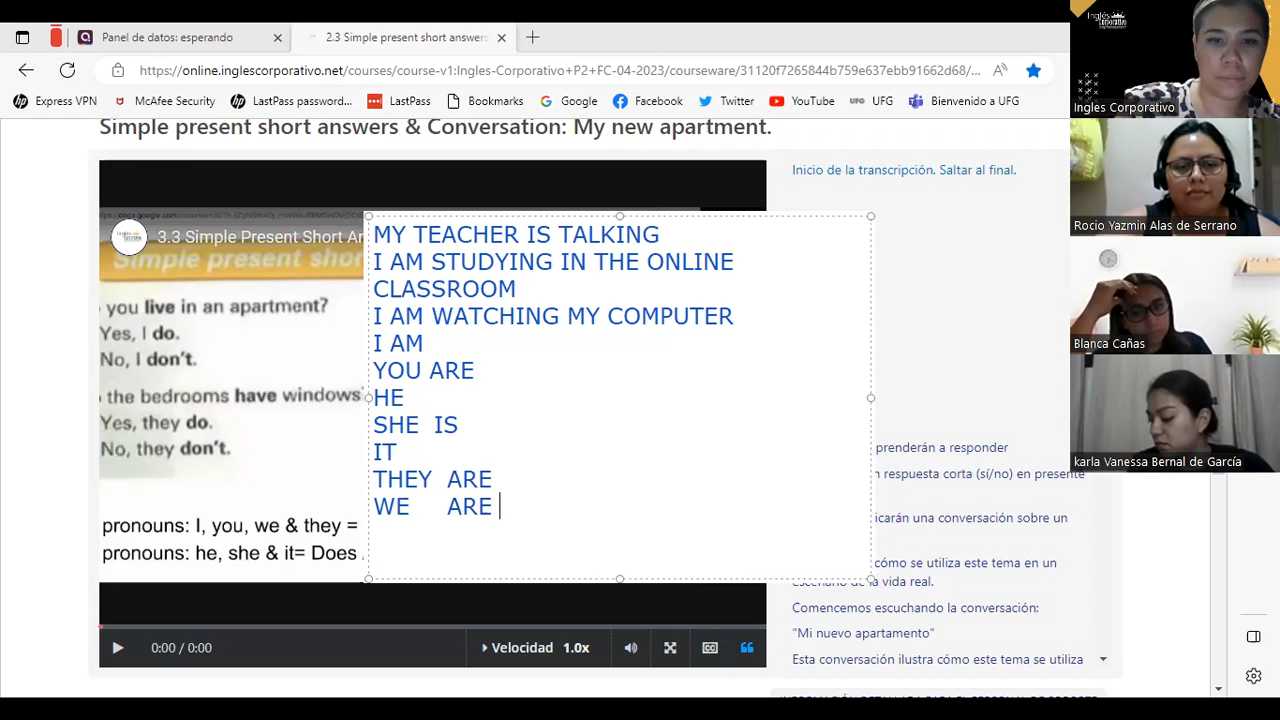 Panel de datos: esperando
2.3 Simple present short answers
https://online.inglescorporativo.net/courses/course-v1:Ingles-Corporativo+P2+FC-04-2023/courseware/31120f7265844b759e637ebb91662d68/...
Express VPN
McAfee Security
LastPass password...
LastPass
Bookmarks
Google
Facebook
Twitter
YouTube
UFG
UFG
Bienvenido a UFG
Simple present short answers & Conversation: My new apartment.
Inicio de la transcripción. Saltar al final.
3.3 Simple Present Short An
Simple present shor
you live in an apartment?
Yes, I do.
No, I don't.
the bedrooms have windows
Yes, they do.
No, they don't.
pronouns: I, you, we & they =
pronouns: he, she & it= Does
MY TEACHER IS TALKING
I AM STUDYING IN THE ONLINE
CLASSROOM
I AM WATCHING MY COMPUTER
I AM
YOU ARE
HE
SHE IS
IT
THEY ARE
WE ARE
prenderán a responder
respuesta corta (sí/no) en presente
icarán una conversación sobre un
cómo se utiliza este tema en un
escenario de la vida real.
Comencemos escuchando la conversación:
"Mi nuevo apartamento"
Esta conversación ilustra cómo este tema se utiliza
0:00 / 0:00
Velocidad 1.0x
Inglés
Corporativo
Ingles Corporativo
Rocio Yazmin Alas de Serrano
Blanca Cañas
karla Vanessa Bernal de García